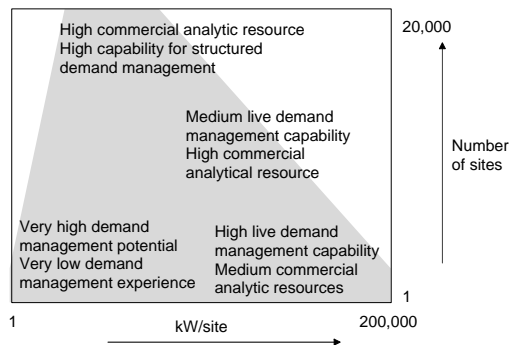 High commercial analytic resource
High capability for structured
demand management
20,000
Medium live demand
management capability
High commercial
analytical resource
Number
of sites
Very high demand
management potential
Very low demand
management experience
High live demand
management capability
Medium commercial
analytic resources
1
1
kW/site
200,000